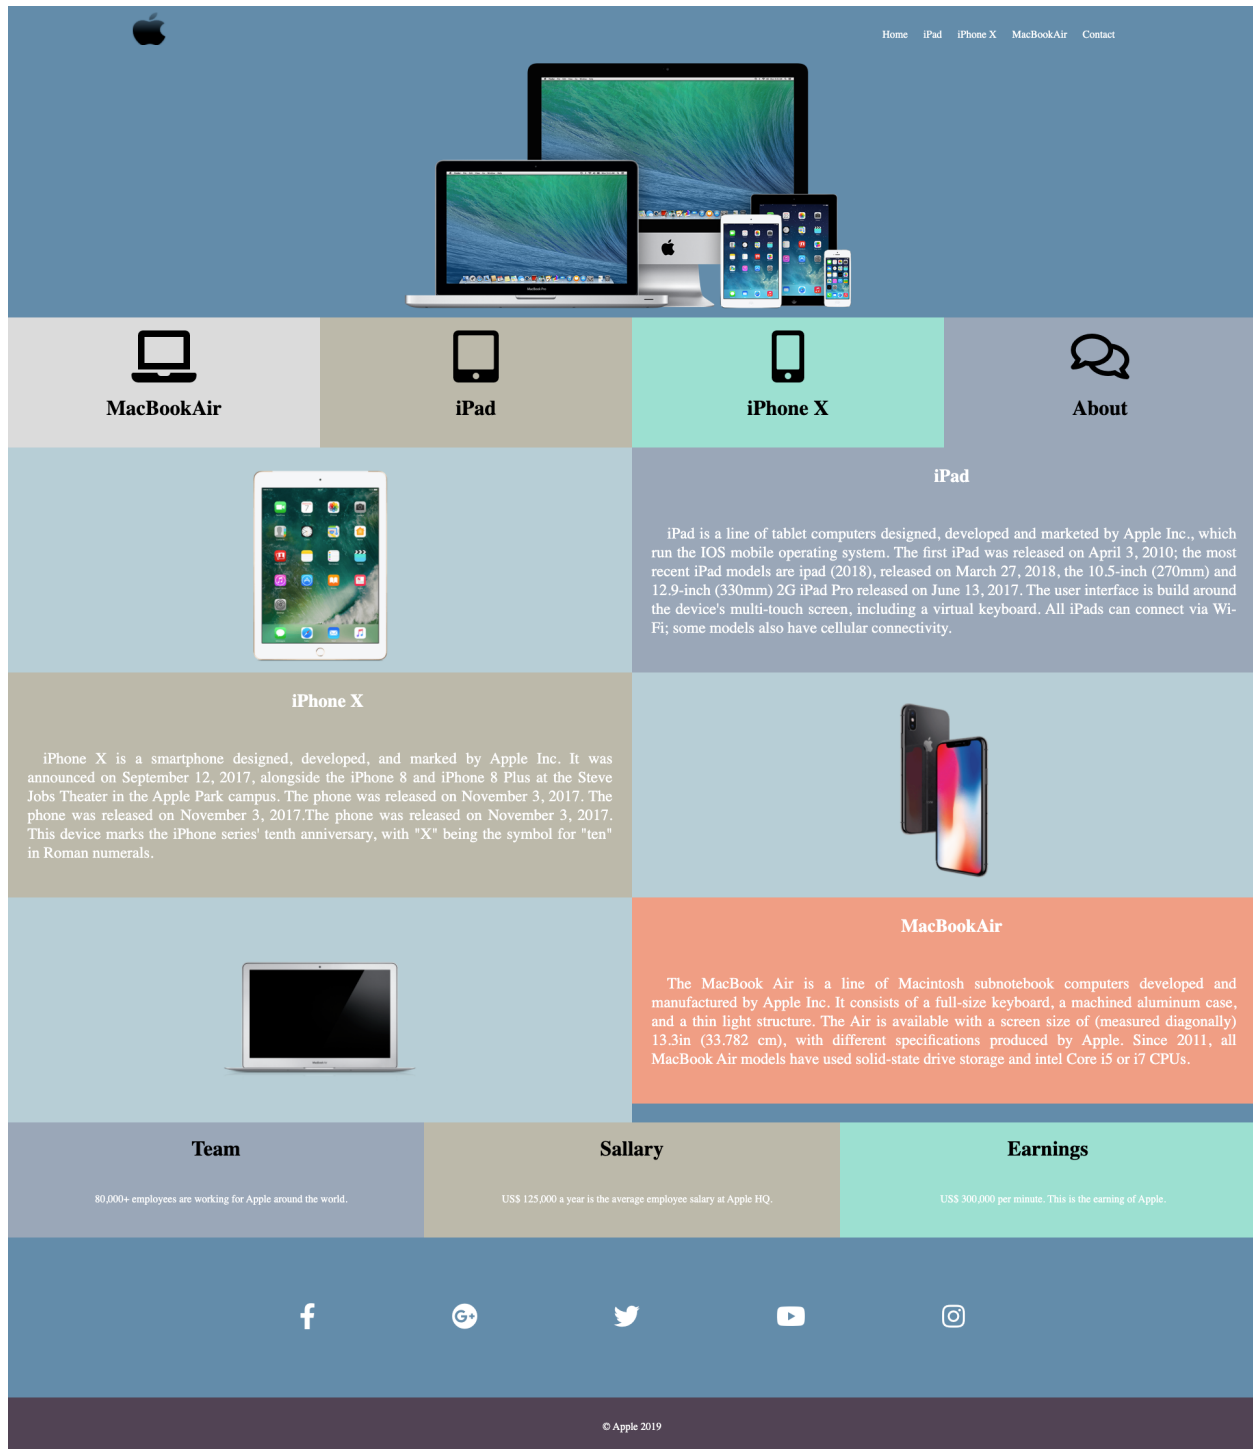 Home iPad iPhone X MacBookAir Contact
MacBookAir
iPad
iPhone X
About
iPad
iPad is a line of tablet computers designed, developed and marketed by Apple Inc., which
run the IOS mobile operating system. The first iPad was released on April 3, 2010; the most
recent iPad models are ipad (2018), released on March 27, 2018, the 10.5-inch (270mm) and
12.9-inch (330mm) 2G iPad Pro released on June 13, 2017. The user interface is build around
the device's multi-touch screen, including a virtual keyboard. All iPads can connect via Wi-
Fi; some models also have cellular connectivity.
iPhone X
iPhone X is a smartphone designed, developed, and marked by Apple Inc. It was
announced on September 12, 2017, alongside the iPhone 8 and iPhone 8 Plus at the Steve
Jobs Theater in the Apple Park campus. The phone was released on November 3, 2017. The
phone was released on November 3, 2017.The phone was released on November 3, 2017.
This device marks the iPhone series' tenth anniversary, with "X" being the symbol for "ten"
in Roman numerals.
MacBookAir
The MacBook Air is a line of Macintosh subnotebook computers developed and
manufactured by Apple Inc. It consists of a full-size keyboard, a machined aluminum case,
and a thin light structure. The Air is available with a screen size of (measured diagonally)
13.3in (33.782 cm), with different specifications produced by Apple. Since 2011, all
MacBook Air models have used solid-state drive storage and intel Core i5 or i7 CPUs.
Team
80,000+ employees are working for Apple around the world.
Sallary
US$ 125,000 a year is the average employee salary at Apple HQ.
Earnings
US$ 300,000 per minute. This is the earning of Apple.
© Apple 2019